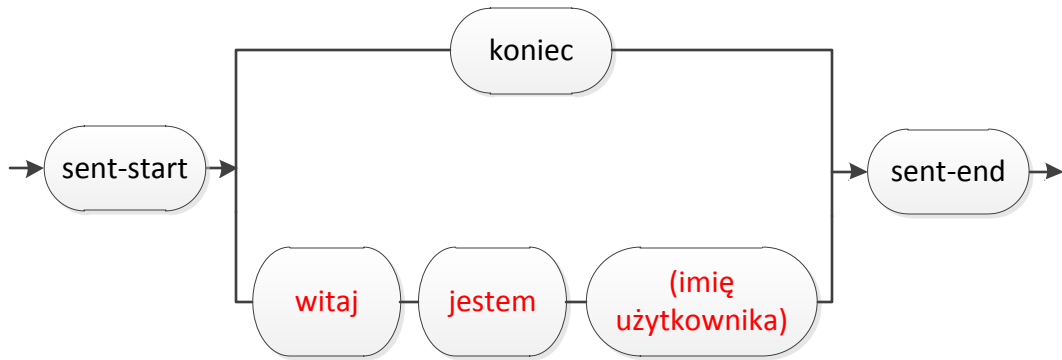 koniec
sent-start
sent-end
witaj
jestem
(imię
użytkownika)